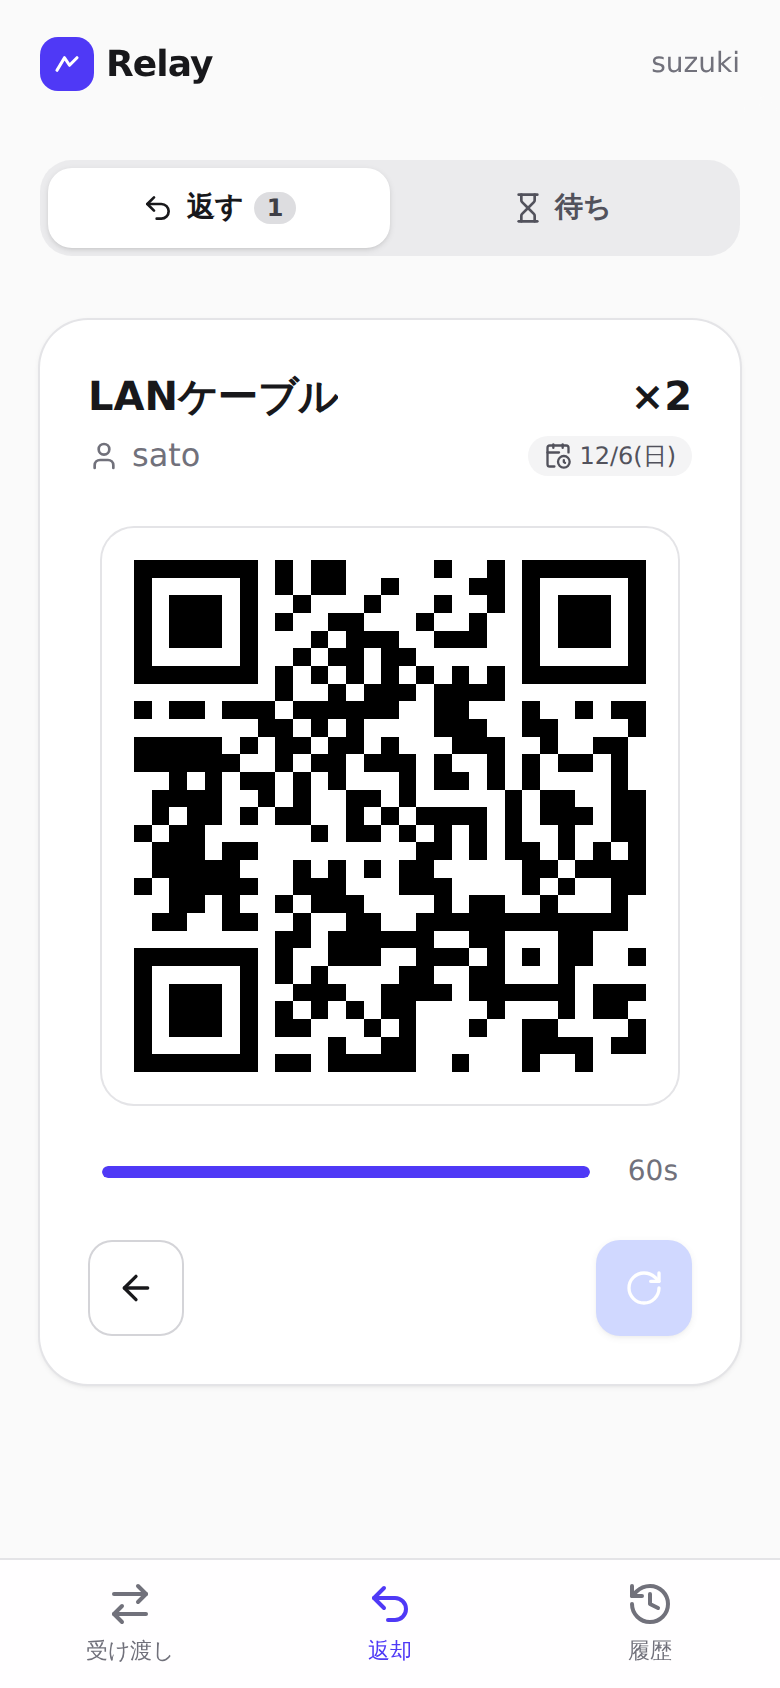 Relay
suzuki
返す 1
待ち
LANケーブル ×2
sato
12/6(日)
60s
受け渡し
返却
履歴